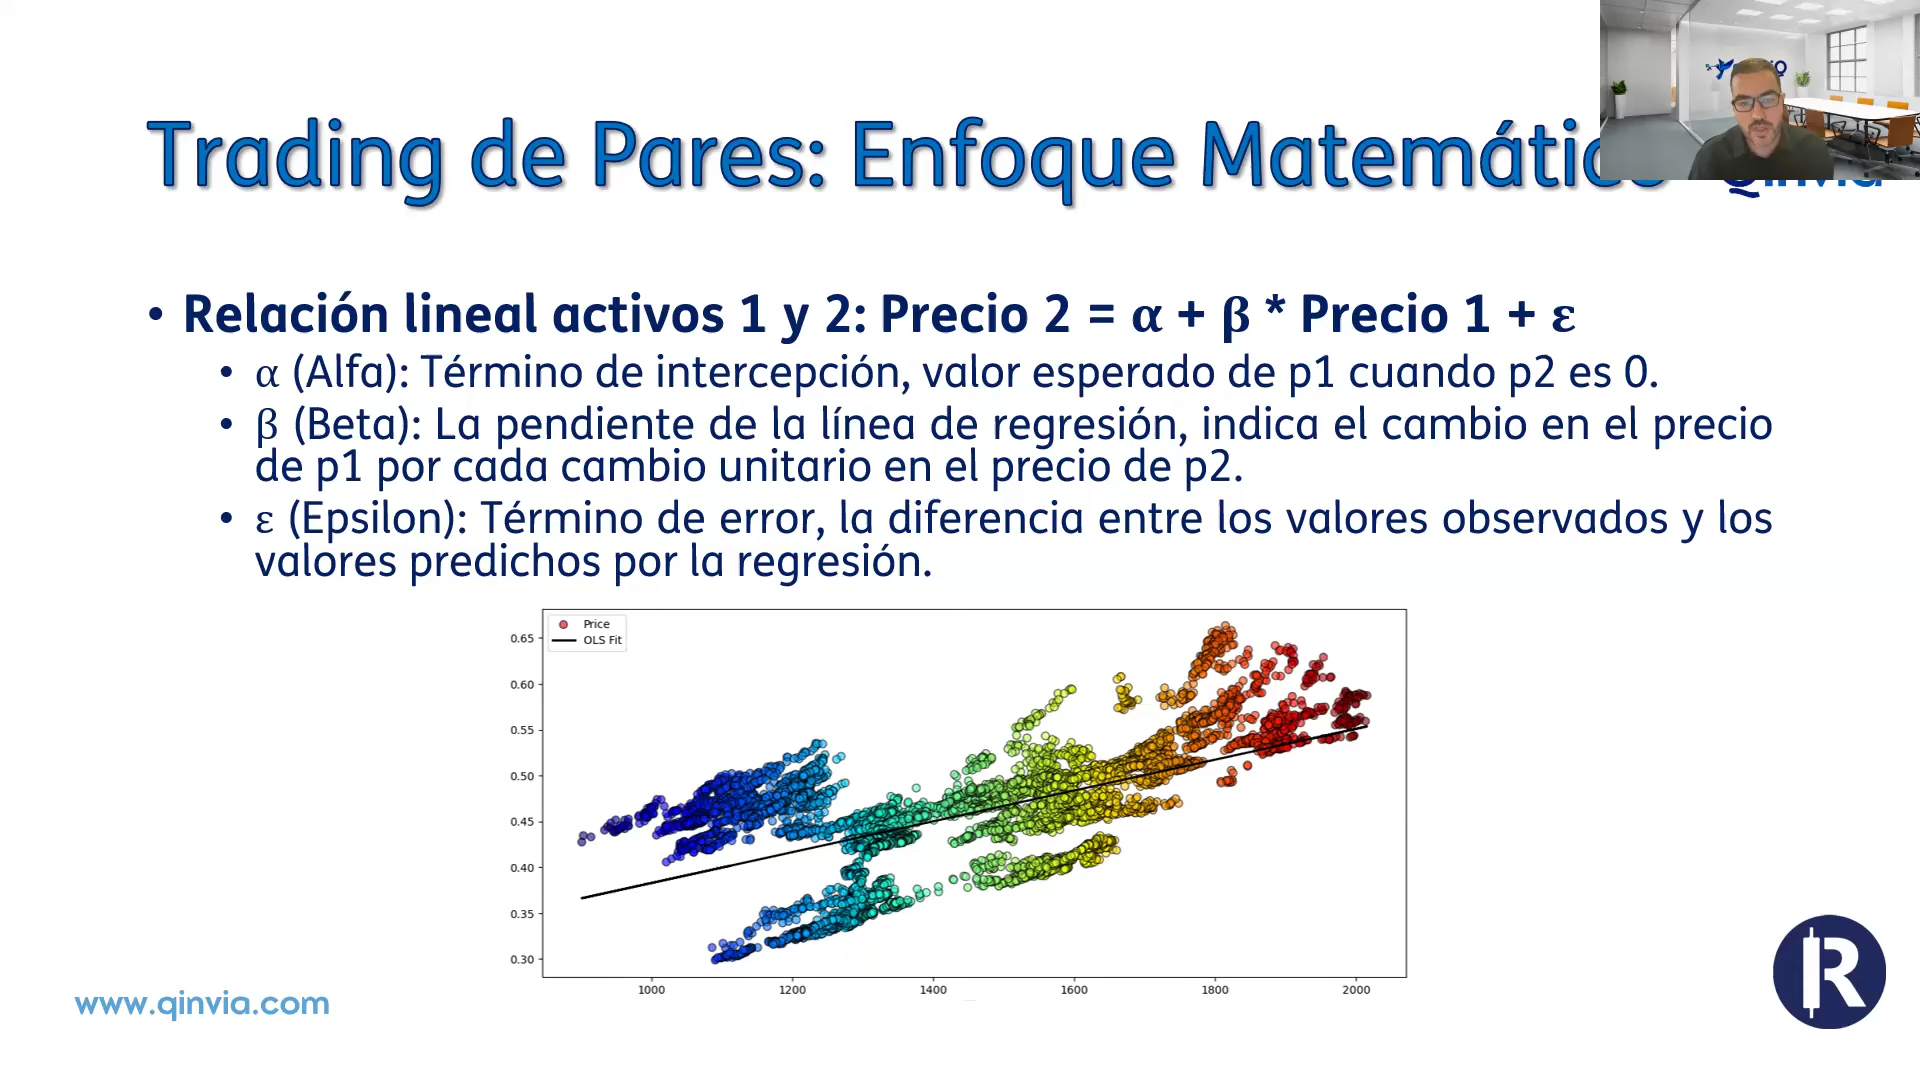 Trading de Pares: Enfoque Matemático
• Relación lineal activos 1 y 2: Precio 2 = α + β * Precio 1 + ε
• α (Alfa): Término de intercepción, valor esperado de p1 cuando p2 es 0.
• β (Beta): La pendiente de la línea de regresión, indica el cambio en el precio
de p1 por cada cambio unitario en el precio de p2.
• ε (Epsilon): Término de error, la diferencia entre los valores observados y los
valores predichos por la regresión.
Price
OLS Fit
0.65
0.60
0.55
0.50
0.45
0.40
0.35
0.30
1000 1200 1400 1600 1800 2000
www.qinvia.com
R